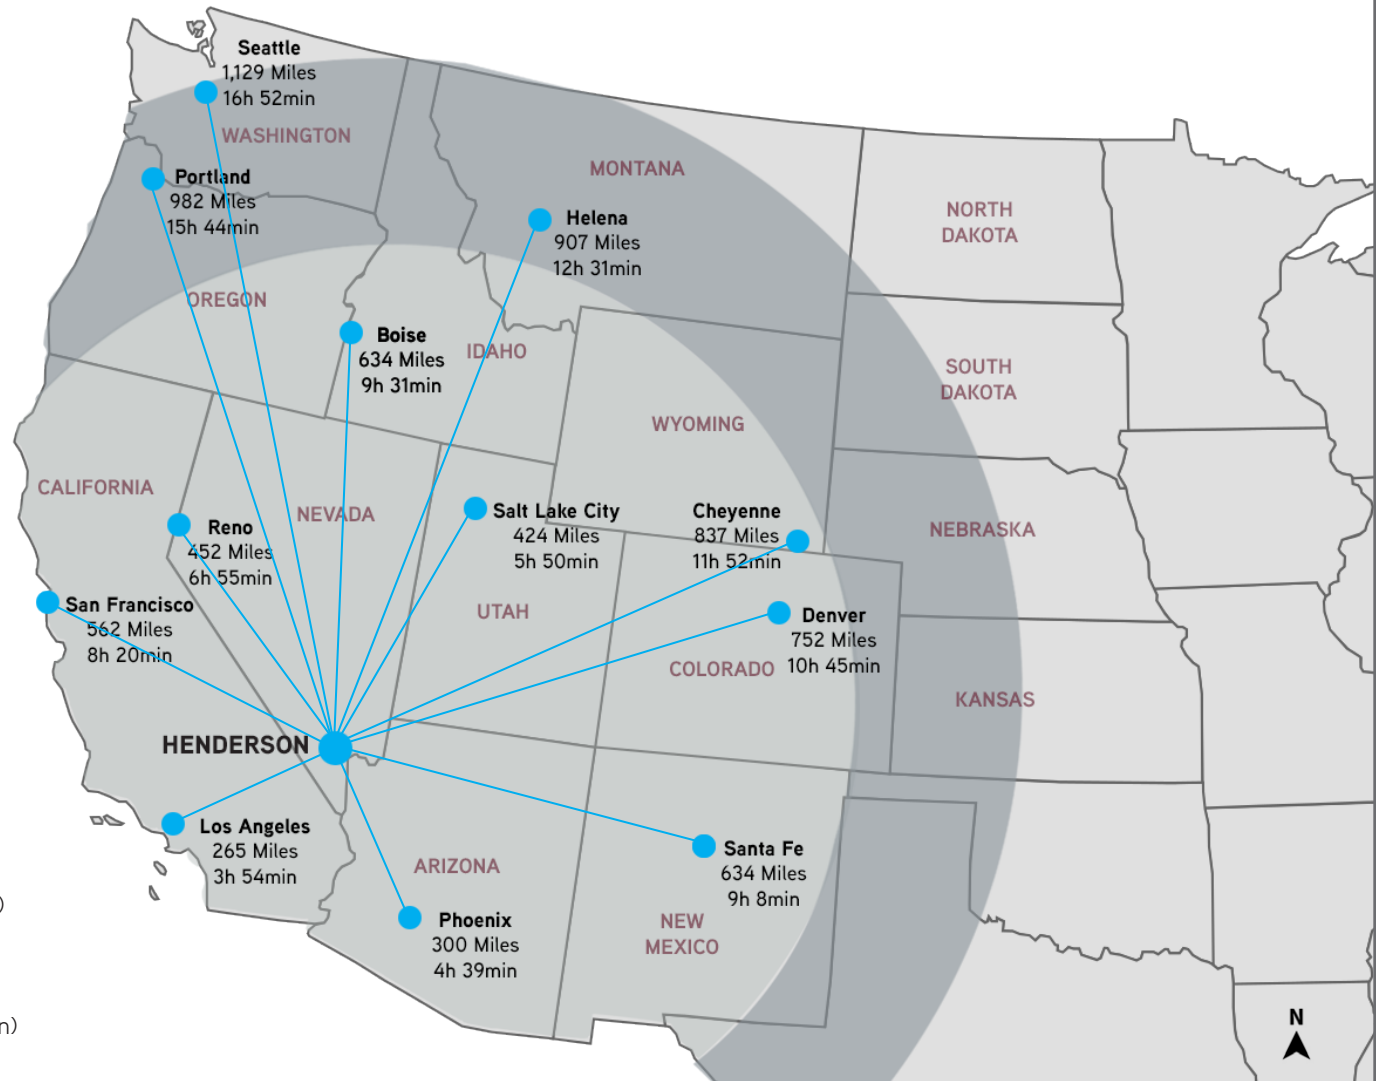 Seattle
1,129 Miles
16h 52min
WASHINGTON
Portland
982 Miles
15h 44min
MONTANA
Helena
907 Miles
12h 31min
NORTH
DAKOTA
OREGON
Boise
634 Miles
9h 31min
IDAHO
SOUTH
DAKOTA
WYOMING
CALIFORNIA
Reno
452 Miles
6h 55min
NEVADA
Salt Lake City
424 Miles
5h 50min
Cheyenne
837 Miles
11h 52min
NEBRASKA
San Francisco
562 Miles
8h 20min
UTAH
Denver
752 Miles
10h 45min
COLORADO
KANSAS
HENDERSON
Los Angeles
265 Miles
3h 54min
ARIZONA
Santa Fe
634 Miles
9h 8min
)
Phoenix
300 Miles
4h 39min
NEW
MEXICO
n)
N